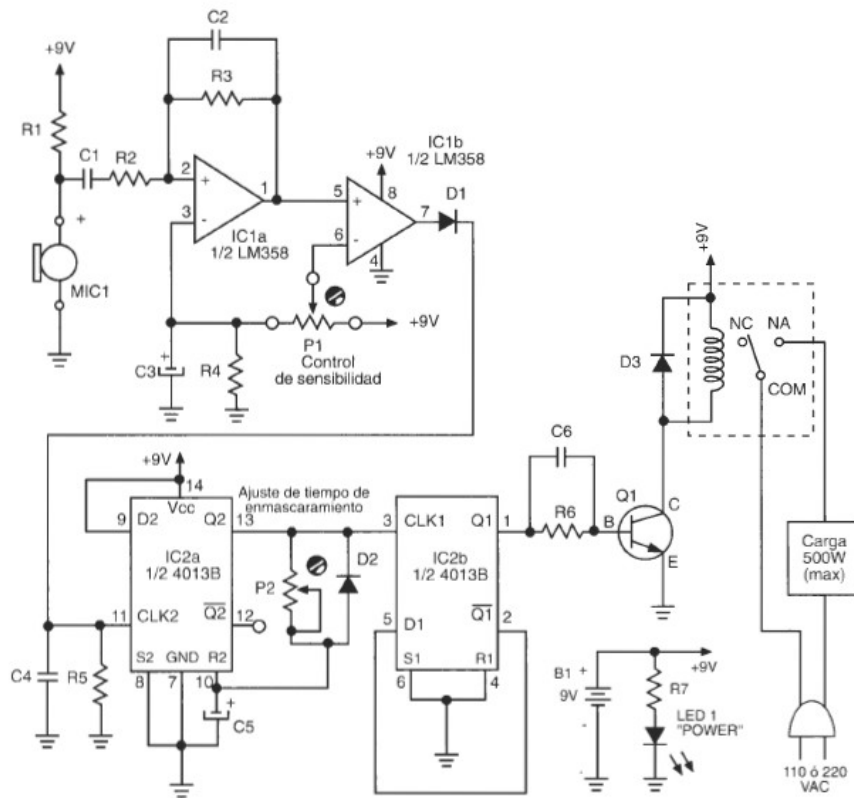 C2
+9V
R3
R1
C1
R2
2
+
1
3
-
IC1a
1/2 LM358
+
MIC1
IC1b
1/2 LM358
+9V
8
D1
5
+
7
6
-
4
+9V
P1
Control
de sensibilidad
+
C3
R4
+9V
NC
NA
D3
COM
C6
Q1
C
B
R6
E
Carga
500W
(max)
+9V
14
Vcc
9
D2
Q2
13
Ajuste de tiempo de
enmascaramiento
IC2a
1/2 4013B
P2
D2
11
CLK2
Q2
12
S2
GND
R2
8
7
10
+
C5
C4
R5
3
CLK1
Q1
1
IC2b
1/2 4013B
5
D1
Q1
2
S1
R1
6
4
B1
+
9V
-
+9V
R7
LED 1
"POWER"
110 ó 220
VAC